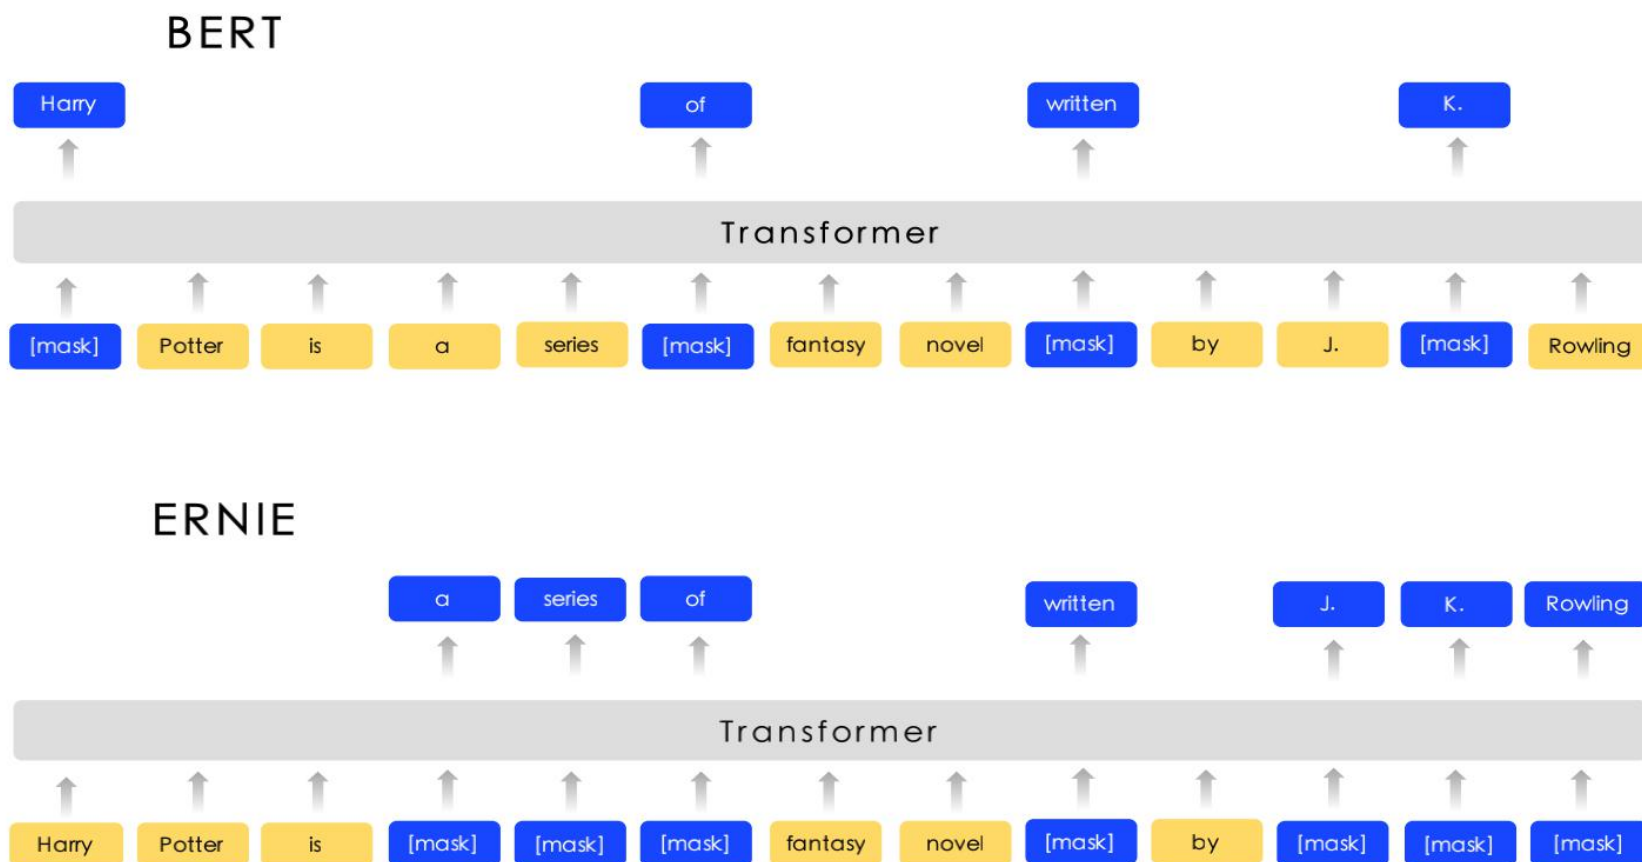 BERT
Harry of written K.
Transformer
[mask] Potter is a series [mask] fantasy novel [mask] by J. [mask] Rowling
ERNIE
a series of written J. K. Rowling
Transformer
Harry Potter is [mask] [mask] [mask] fantasy novel [mask] by [mask] [mask] [mask]